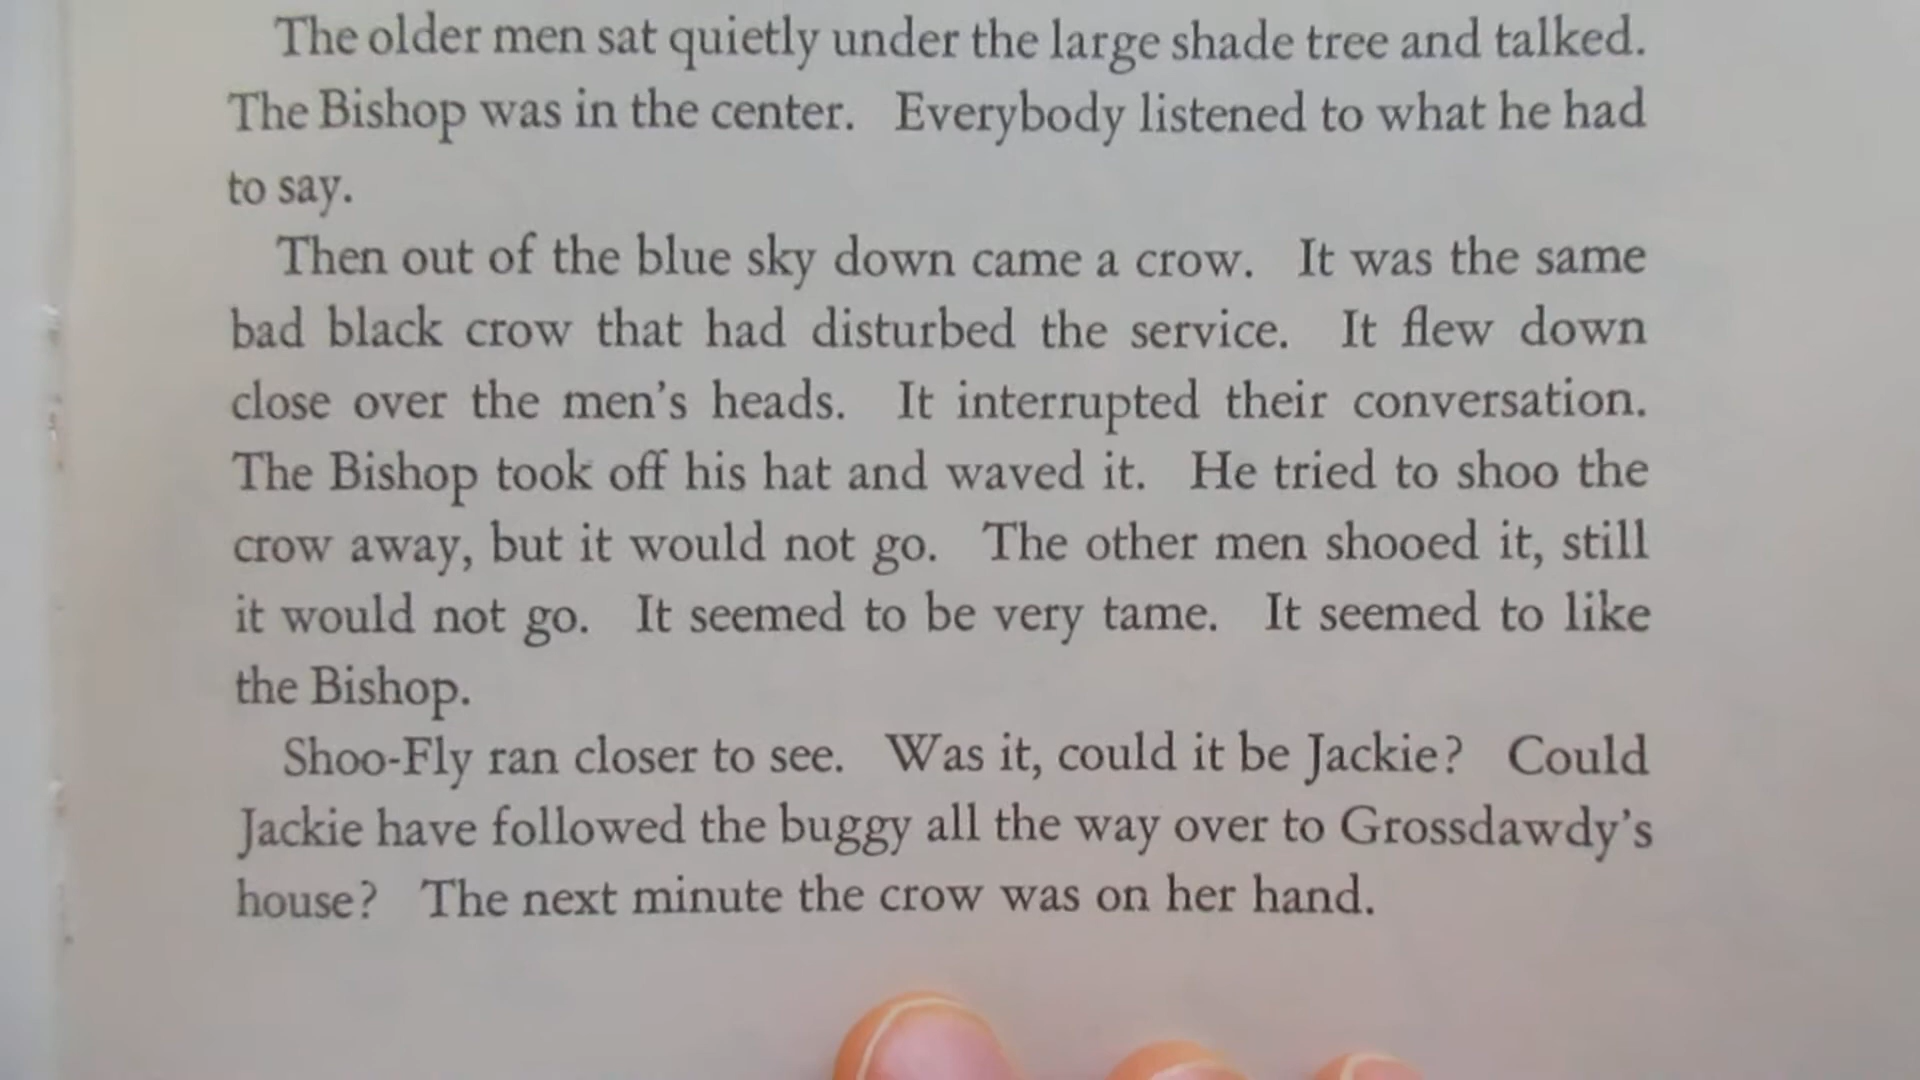 The older men sat quietly under the large shade tree and talked.
The Bishop was in the center. Everybody listened to what he had
to say.
Then out of the blue sky down came a crow. It was the same
bad black crow that had disturbed the service. It flew down
close over the men's heads. It interrupted their conversation.
The Bishop took off his hat and waved it. He tried to shoo the
crow away, but it would not go. The other men shooed it, still
it would not go. It seemed to be very tame. It seemed to like
the Bishop.
Shoo-Fly ran closer to see. Was it, could it be Jackie? Could
Jackie have followed the buggy all the way over to Grossdawdy's
house? The next minute the crow was on her hand.